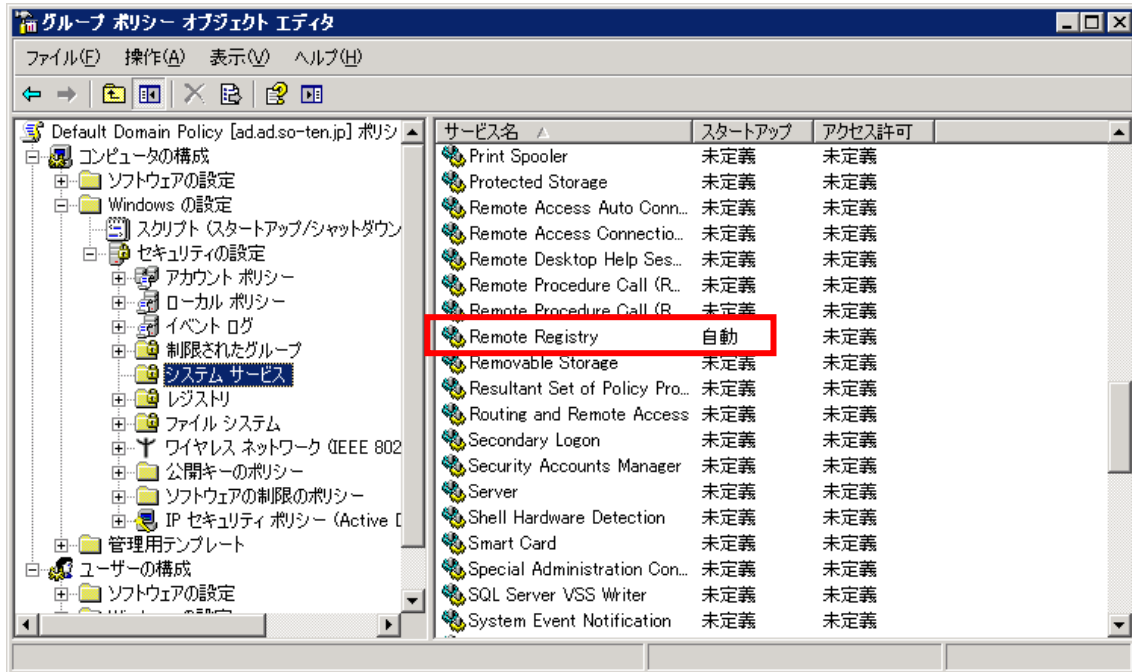 グループ ポリシー オブジェクト エディタ
ファイル(F) 操作(A) 表示(V) ヘルプ(H)
Default Domain Policy [ad.ad.so-ten.jp] ポリシ
コンピュータの構成
ソフトウェアの設定
Windows の設定
スクリプト (スタートアップ/シャットダウン
セキュリティの設定
アカウント ポリシー
ローカル ポリシー
イベント ログ
制限されたグループ
システム サービス
レジストリ
ファイル システム
ワイヤレス ネットワーク (IEEE 802
公開キーのポリシー
ソフトウェアの制限のポリシー
IP セキュリティ ポリシー (Active D
管理用テンプレート
ユーザーの構成
ソフトウェアの設定
サービス名 スタートアップ アクセス許可
Print Spooler 未定義 未定義
Protected Storage 未定義 未定義
Remote Access Auto Conn... 未定義 未定義
Remote Access Connectio... 未定義 未定義
Remote Desktop Help Ses... 未定義 未定義
Remote Procedure Call (R... 未定義 未定義
Remote Procedure Call (R... 未定義 未定義
Remote Registry 自動 未定義
Removable Storage 未定義 未定義
Resultant Set of Policy Pro... 未定義 未定義
Routing and Remote Access 未定義 未定義
Secondary Logon 未定義 未定義
Security Accounts Manager 未定義 未定義
Server 未定義 未定義
Shell Hardware Detection 未定義 未定義
Smart Card 未定義 未定義
Special Administration Con... 未定義 未定義
SQL Server VSS Writer 未定義 未定義
System Event Notification 未定義 未定義